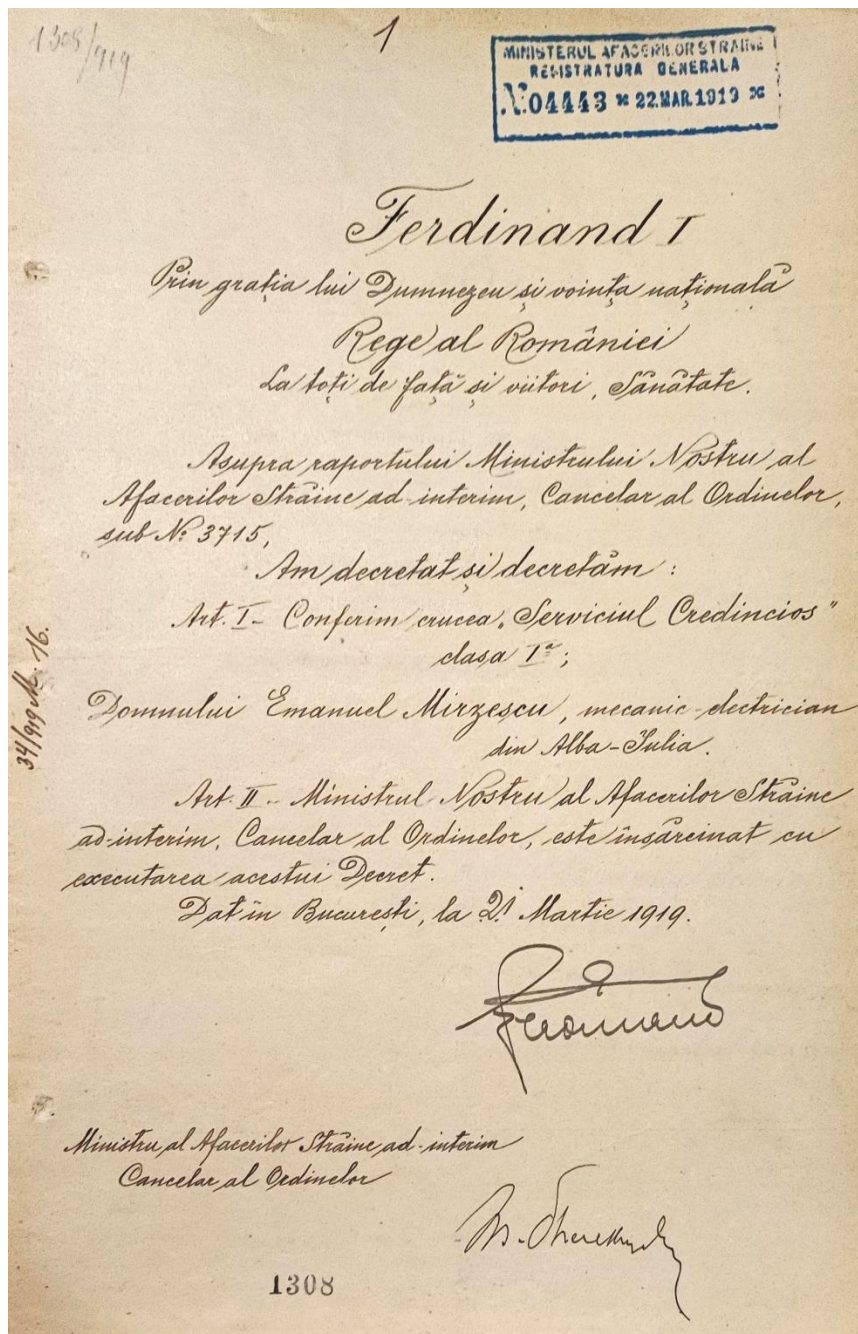 1308/919
1
MINISTERUL AFACERILOR STRAINE
REGISTRATURA GENERALA
No 04443 * 22.MAR.1919 *
Ferdinand I
Prin grația lui Dumnezeu și voința națională
Rege al României
La toți de față și viitori, Sănătate.
Asupra raportului Ministrului Nostru al
Afacerilor Străine ad-interim, Cancelar al Ordinelor,
sub No 3715,
Am decretat și decretăm :
Art. I - Conferim crucea „Serviciul Credincios”
clasa Iа;
Domnului Emanuel Mirzescu, mecanic-electrician
din Alba-Iulia.
Art. II - Ministrul Nostru al Afacerilor Străine
ad-interim, Cancelar al Ordinelor, este însărcinat cu
executarea acestui Decret.
Dat în București, la 21 Martie 1919.
Ferdinand
34/919 M. 16.
Ministru al Afacerilor Străine ad-interim
Cancelar al Ordinelor
1308